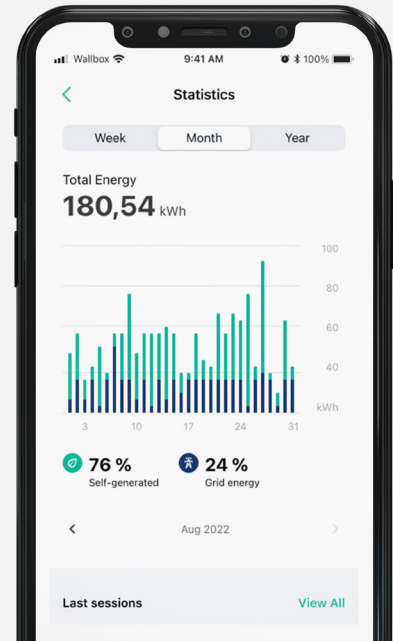 Wallbox 9:41 AM 100%
Statistics
Week Month Year
Total Energy
180,54 kWh
100
80
60
40
kWh
3 10 17 24 31
76 % 24 %
Self-generated Grid energy
Aug 2022
Last sessions View All